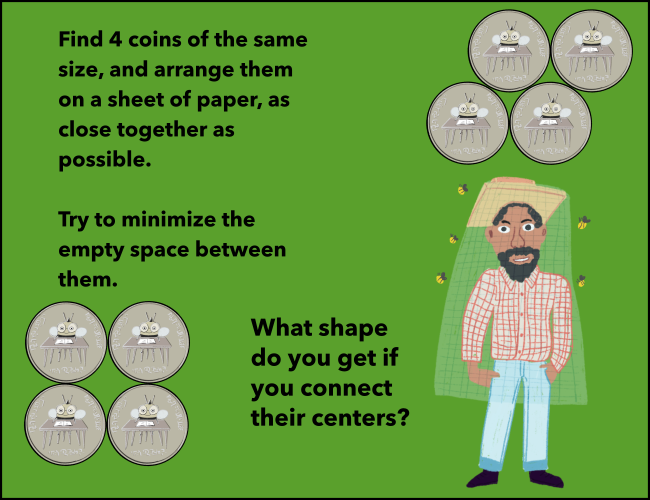 Find 4 coins of the same
size, and arrange them
on a sheet of paper, as
close together as
possible.
Try to minimize the
empty space between
them.
What shape
do you get if
you connect
their centers?